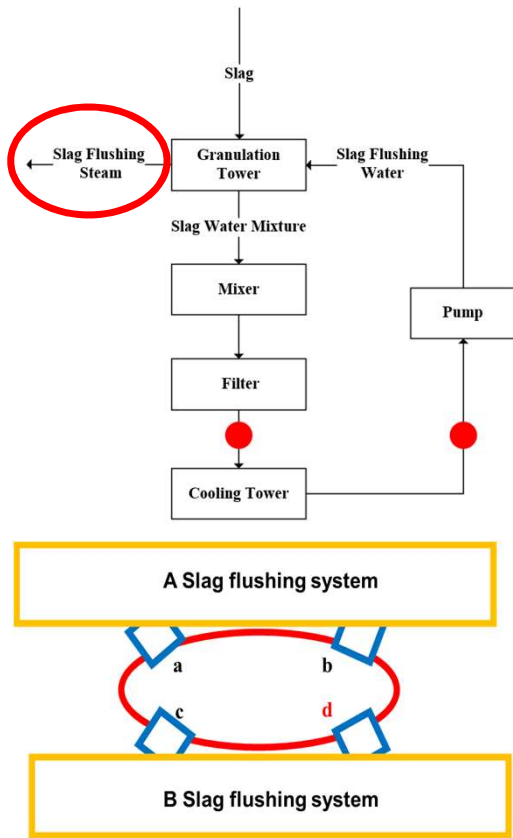 Slag
Slag Flushing
Steam
Granulation
Tower
Slag Flushing
Water
Slag Water Mixture
Mixer
Pump
Filter
Cooling Tower
A Slag flushing system
a
b
c
d
B Slag flushing system